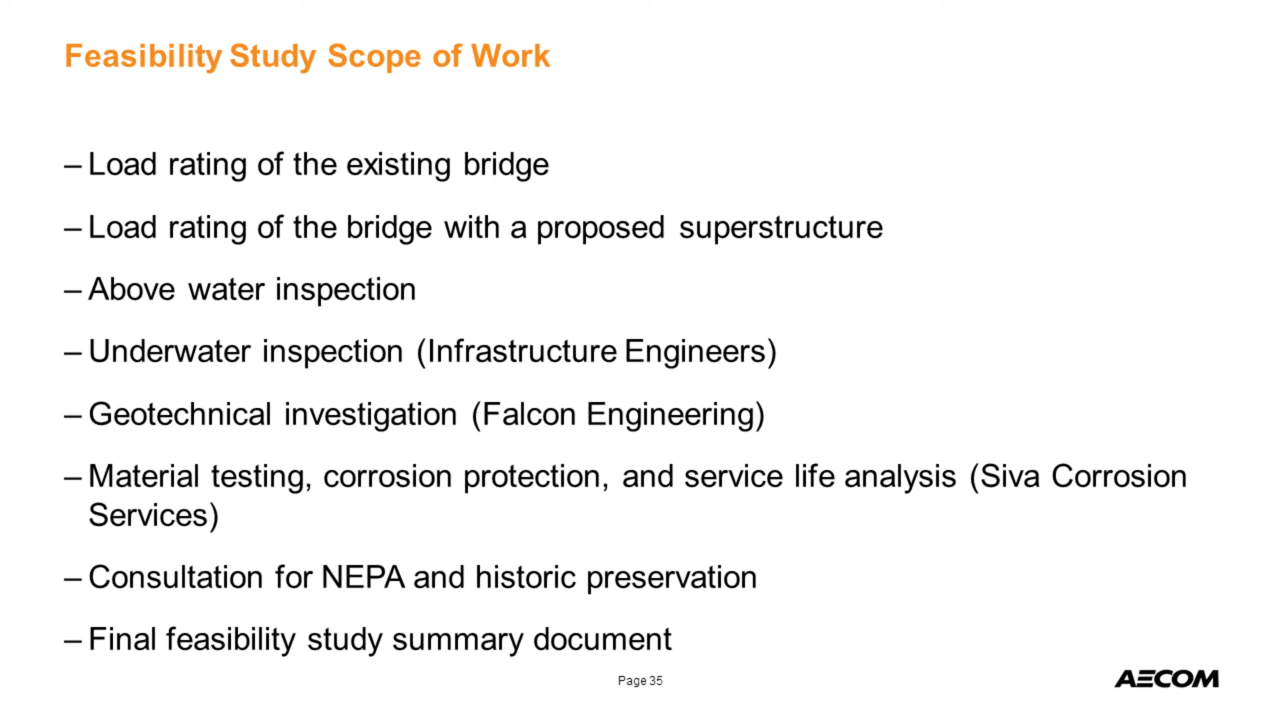 Feasibility Study Scope of Work
– Load rating of the existing bridge
– Load rating of the bridge with a proposed superstructure
– Above water inspection
– Underwater inspection (Infrastructure Engineers)
– Geotechnical investigation (Falcon Engineering)
– Material testing, corrosion protection, and service life analysis (Siva Corrosion
Services)
– Consultation for NEPA and historic preservation
– Final feasibility study summary document
Page 35
AECOM